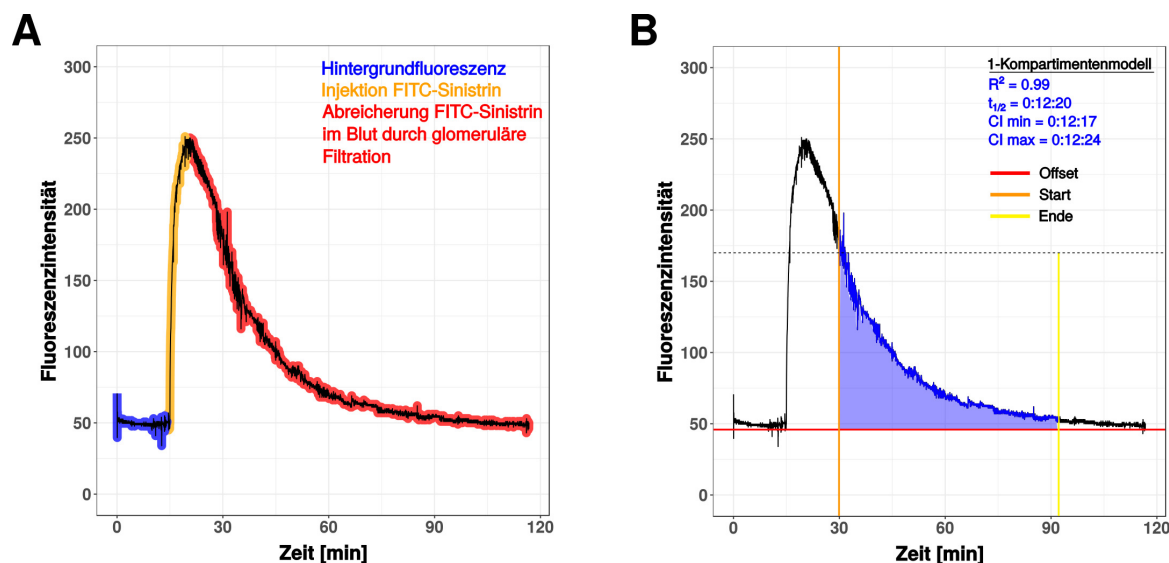 A
Fluoreszenzintensität
300
250
200
150
100
50
0
Hintergrundfluoreszenz
Injektion FITC-Sinistrin
Abreicherung FITC-Sinistrin
im Blut durch glomeruläre
Filtration
0 30 60 90 120
Zeit [min]
B
Fluoreszenzintensität
300
250
200
150
100
50
0
1-Kompartimentenmodell
R² = 0.99
t1/2 = 0:12:20
CI min = 0:12:17
CI max = 0:12:24
Offset
Start
Ende
0 30 60 90 120
Zeit [min]